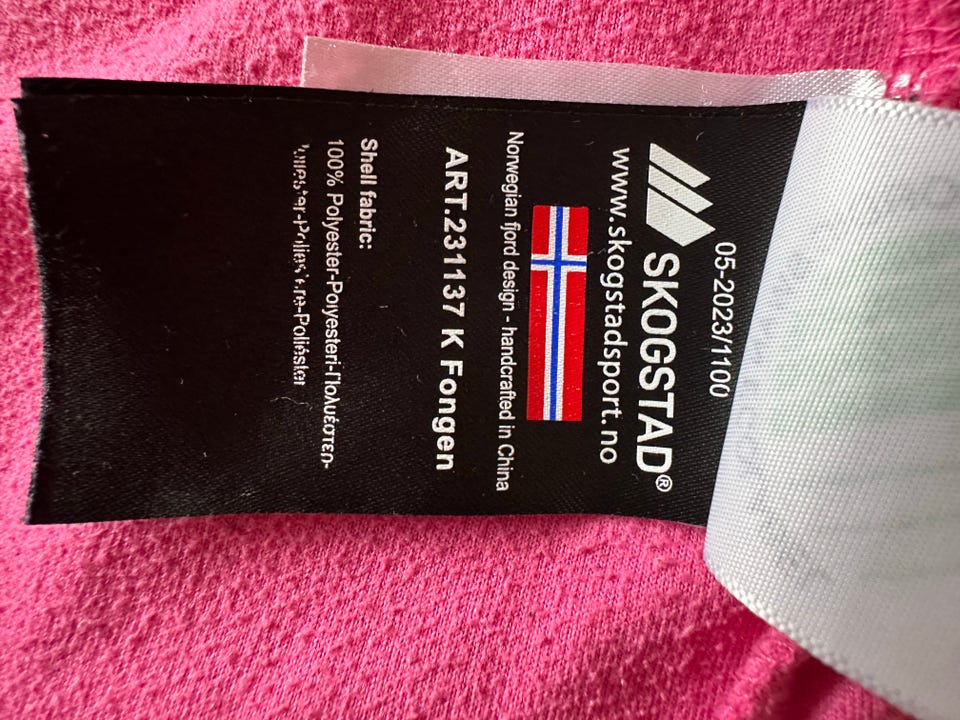 05-2023/1100
SKOGSTAD®
www.skogstadsport.no
Norwegian fjord design - handcrafted in China
ART.231137 K Fongen
Shell fabric:
100% Polyester-Polyesteri-Πολυέστερ-
-Poliéster